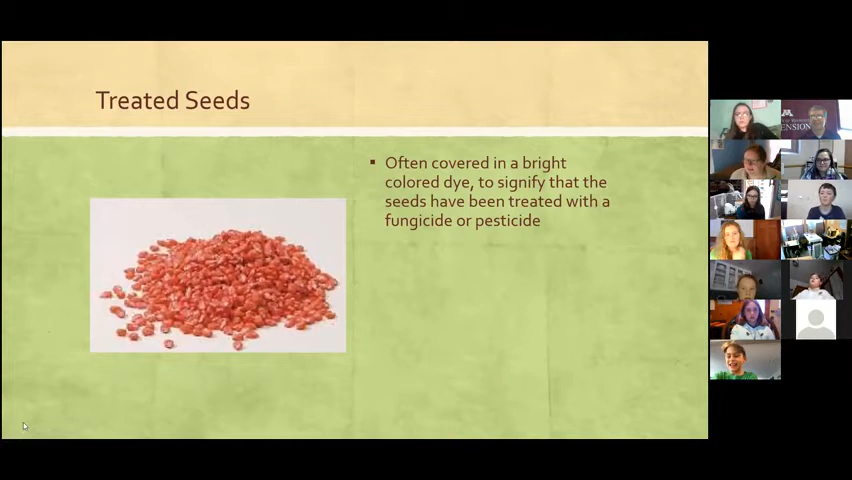 Treated Seeds
▪ Often covered in a bright
colored dye, to signify that the
seeds have been treated with a
fungicide or pesticide